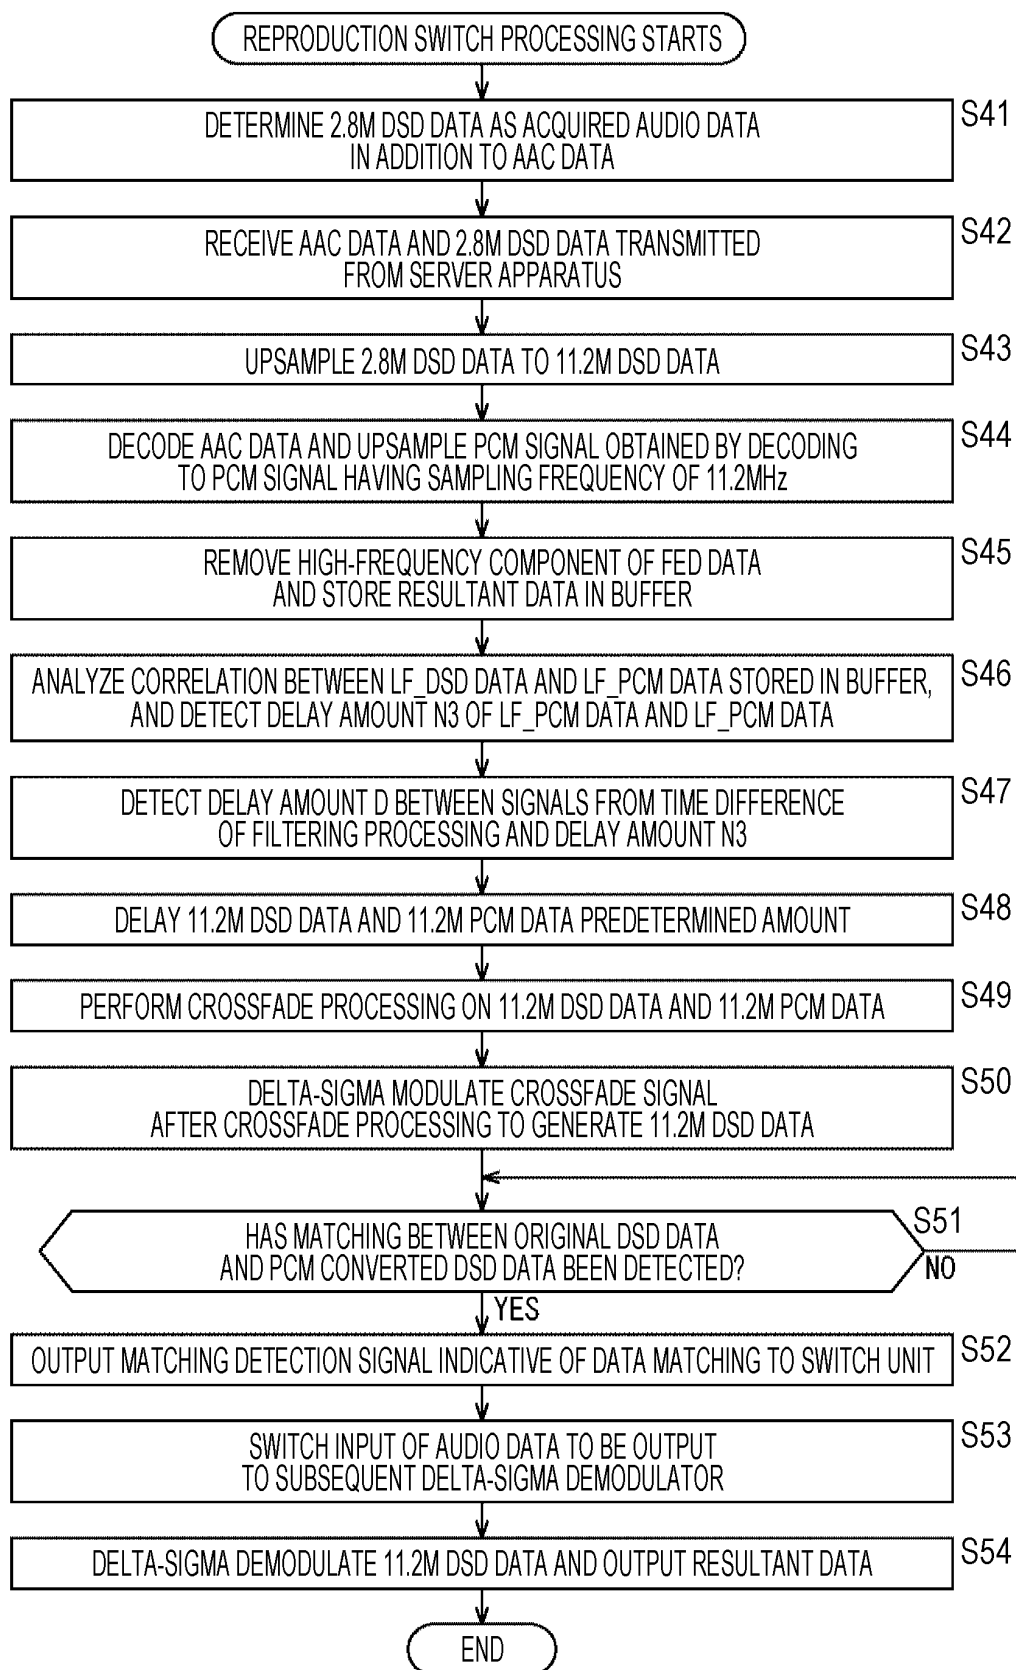 REPRODUCTION SWITCH PROCESSING STARTS
S41
DETERMINE 2.8M DSD DATA AS ACQUIRED AUDIO DATA
IN ADDITION TO AAC DATA
S42
RECEIVE AAC DATA AND 2.8M DSD DATA TRANSMITTED
FROM SERVER APPARATUS
S43
UPSAMPLE 2.8M DSD DATA TO 11.2M DSD DATA
S44
DECODE AAC DATA AND UPSAMPLE PCM SIGNAL OBTAINED BY DECODING
TO PCM SIGNAL HAVING SAMPLING FREQUENCY OF 11.2MHz
S45
REMOVE HIGH-FREQUENCY COMPONENT OF FED DATA
AND STORE RESULTANT DATA IN BUFFER
S46
ANALYZE CORRELATION BETWEEN LF_DSD DATA AND LF_PCM DATA STORED IN BUFFER,
AND DETECT DELAY AMOUNT N3 OF LF_PCM DATA AND LF_PCM DATA
S47
DETECT DELAY AMOUNT D BETWEEN SIGNALS FROM TIME DIFFERENCE
OF FILTERING PROCESSING AND DELAY AMOUNT N3
S48
DELAY 11.2M DSD DATA AND 11.2M PCM DATA PREDETERMINED AMOUNT
S49
PERFORM CROSSFADE PROCESSING ON 11.2M DSD DATA AND 11.2M PCM DATA
S50
DELTA-SIGMA MODULATE CROSSFADE SIGNAL
AFTER CROSSFADE PROCESSING TO GENERATE 11.2M DSD DATA
S51
HAS MATCHING BETWEEN ORIGINAL DSD DATA
AND PCM CONVERTED DSD DATA BEEN DETECTED?
NO
YES
S52
OUTPUT MATCHING DETECTION SIGNAL INDICATIVE OF DATA MATCHING TO SWITCH UNIT
S53
SWITCH INPUT OF AUDIO DATA TO BE OUTPUT
TO SUBSEQUENT DELTA-SIGMA DEMODULATOR
S54
DELTA-SIGMA DEMODULATE 11.2M DSD DATA AND OUTPUT RESULTANT DATA
END